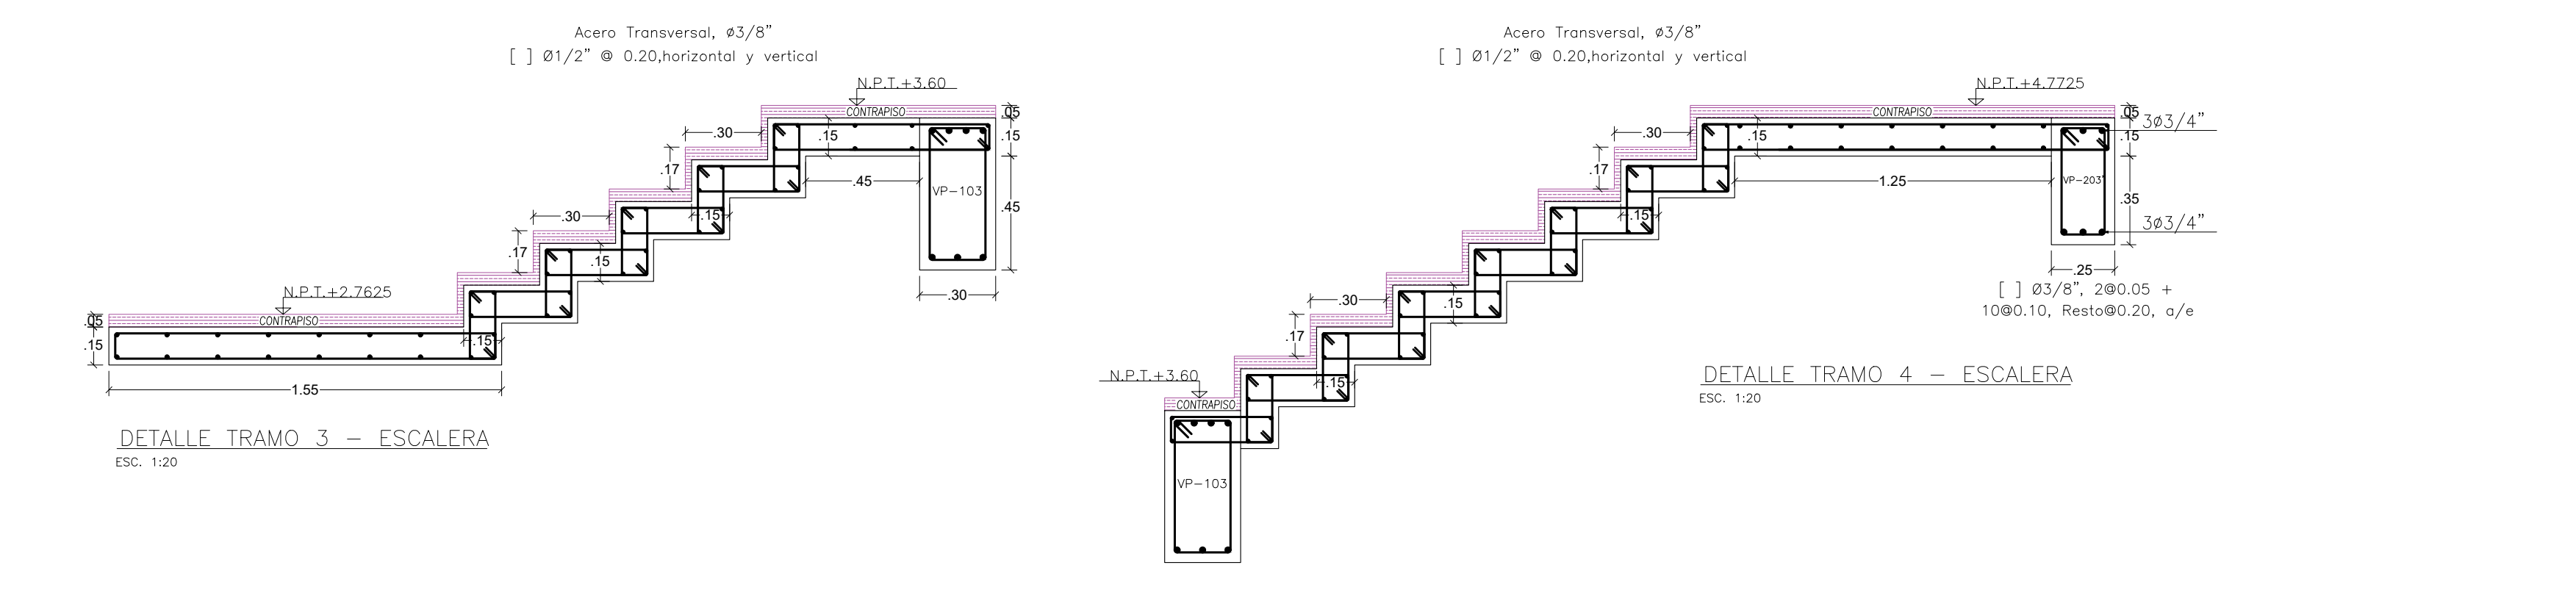 Acero Transversal, ø3/8"
[ ] Ø1/2" @ 0.20,horizontal y vertical
N.P.T.+3.60
CONTRAPISO
.05
.15
.30
.15
.17
.45
VP-103
.45
.15
.30
.17
.15
.30
N.P.T.+2.7625
CONTRAPISO
.05
.15
.15
1.55
DETALLE TRAMO 3 - ESCALERA
ESC. 1:20
Acero Transversal, ø3/8"
[ ] Ø1/2" @ 0.20,horizontal y vertical
N.P.T.+4.7725
CONTRAPISO
.05
3ø3/4"
.15
.30
.15
.17
1.25
VP-203'
.35
.15
3ø3/4"
.25
[ ] Ø3/8", 2@0.05 +
10@0.10, Resto@0.20, a/e
.30
.15
.17
.15
N.P.T.+3.60
CONTRAPISO
VP-103
DETALLE TRAMO 4 - ESCALERA
ESC. 1:20